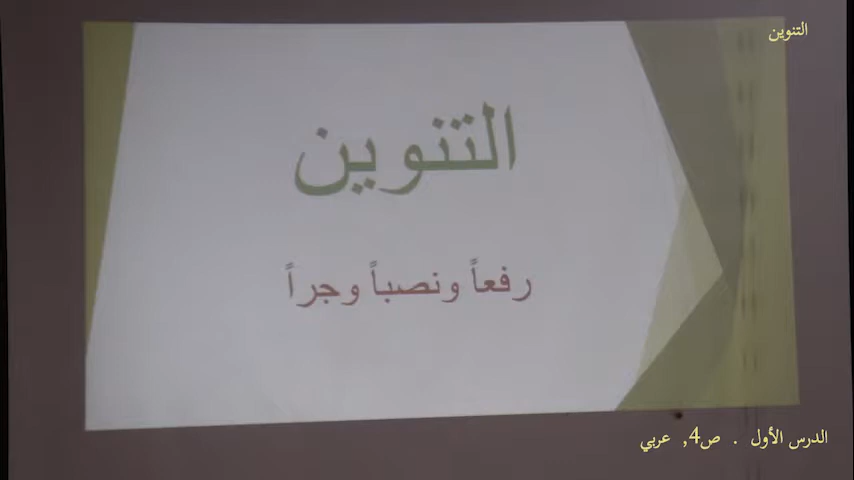 التنوين
التنوين
رفعاً ونصباً وجراً
الدرس الأول . ص4, عربي